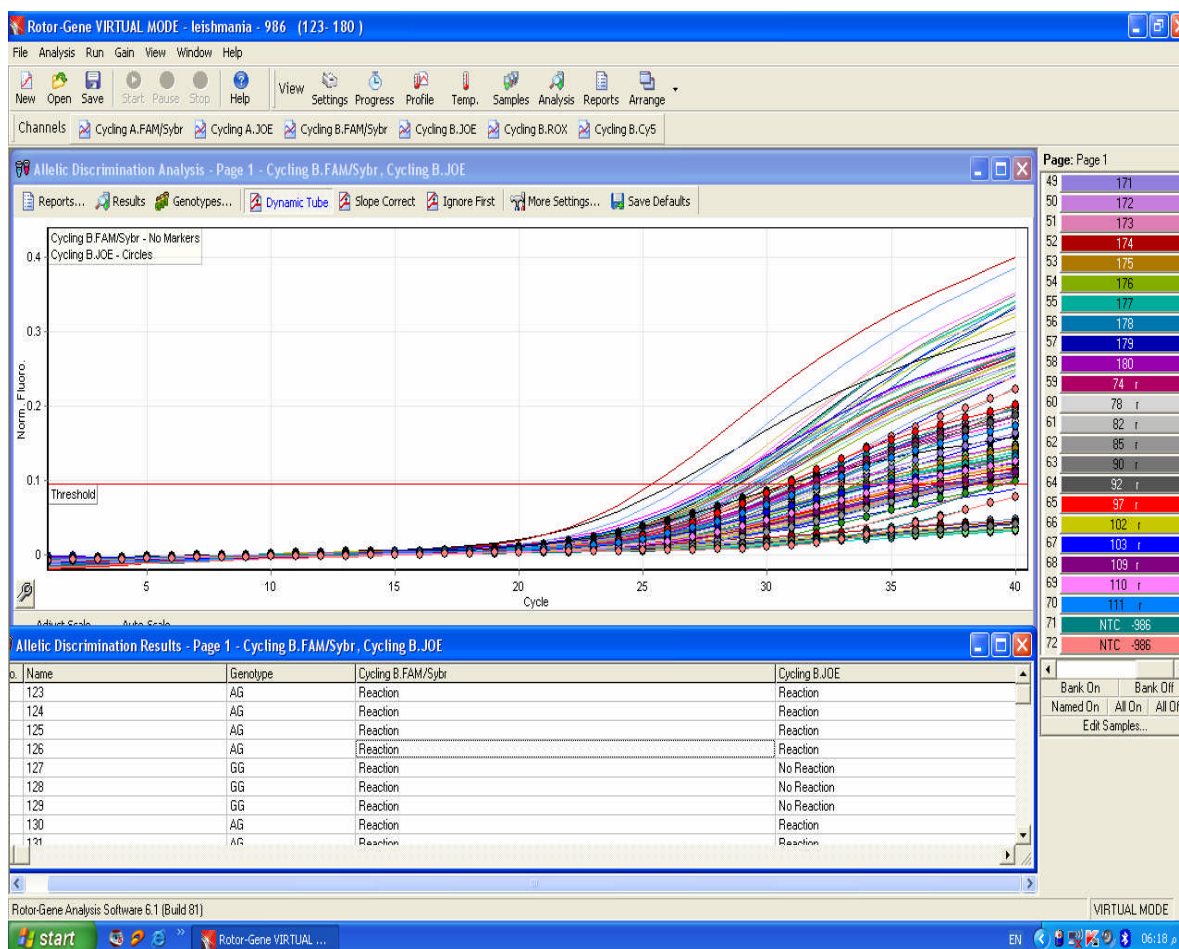 Rotor-Gene VIRTUAL MODE - leishmania - 986 (123- 180 )
File Analysis Run Gain View Window Help
New Open Save Start Pause Stop Help View Settings Progress Profile Temp. Samples Analysis Reports Arrange
Channels Cycling A.FAM/Sybr Cycling A.JOE Cycling B.FAM/Sybr Cycling B.JOE Cycling B.ROX Cycling B.Cy5
Allelic Discrimination Analysis - Page 1 - Cycling B.FAM/Sybr, Cycling B.JOE
Reports... Results Genotypes... Dynamic Tube Slope Correct Ignore First More Settings... Save Defaults
Cycling B.FAM/Sybr - No Markers
Cycling B.JOE - Circles
0.4
0.3
0.2
0.1
0
Norm. Fluoro.
Threshold
5 10 15 20 25 30 35 40
Cycle
Adjust Scale Auto Scale
Page: Page 1
49 171
50 172
51 173
52 174
53 175
54 176
55 177
56 178
57 179
58 180
59 74 r
60 78 r
61 82 r
62 85 r
63 90 r
64 92 r
65 97 r
66 102 r
67 103 r
68 109 r
69 110 r
70 111 r
71 NTC -986
72 NTC -986
Bank On Bank Off
Named On All On All Of
Edit Samples...
Allelic Discrimination Results - Page 1 - Cycling B.FAM/Sybr, Cycling B.JOE
o. Name Genotype Cycling B.FAM/Sybr Cycling B.JOE
123 AG Reaction Reaction
124 AG Reaction Reaction
125 AG Reaction Reaction
126 AG Reaction Reaction
127 GG Reaction No Reaction
128 GG Reaction No Reaction
129 GG Reaction No Reaction
130 AG Reaction Reaction
131 AG Reaction Reaction
Rotor-Gene Analysis Software 6.1 (Build 81) VIRTUAL MODE
start Rotor-Gene VIRTUAL ... EN 06:18 م